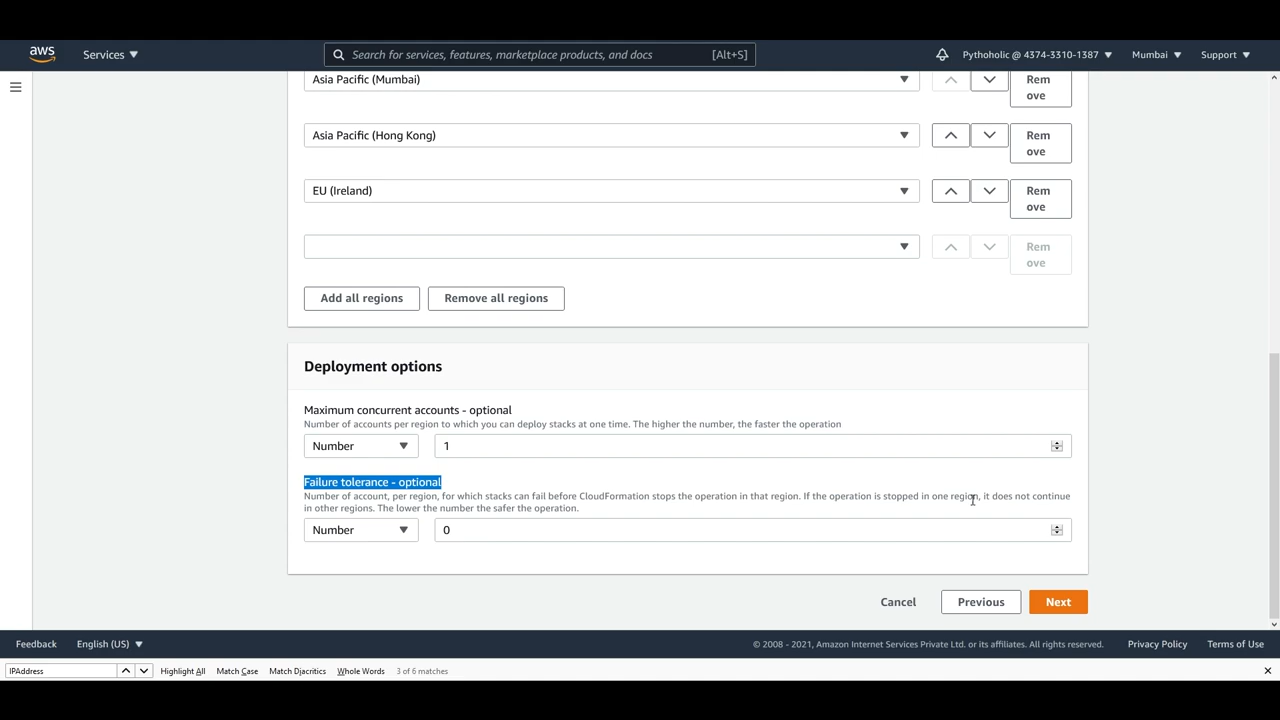 aws
Services
Search for services, features, marketplace products, and docs
[Alt+S]
Pythoholic @ 4374-3310-1387
Mumbai
Support
Asia Pacific (Mumbai)
Rem
ove
Asia Pacific (Hong Kong)
Rem
ove
EU (Ireland)
Rem
ove
Rem
ove
Add all regions
Remove all regions
Deployment options
Maximum concurrent accounts - optional
Number of accounts per region to which you can deploy stacks at one time. The higher the number, the faster the operation
Number
1
Failure tolerance - optional
Number of account, per region, for which stacks can fail before CloudFormation stops the operation in that region. If the operation is stopped in one region, it does not continue
in other regions. The lower the number the safer the operation.
Number
0
Cancel
Previous
Next
Feedback
English (US)
© 2008 - 2021, Amazon Internet Services Private Ltd. or its affiliates. All rights reserved.
Privacy Policy
Terms of Use
IPAddress
Highlight All
Match Case
Match Diacritics
Whole Words
3 of 6 matches